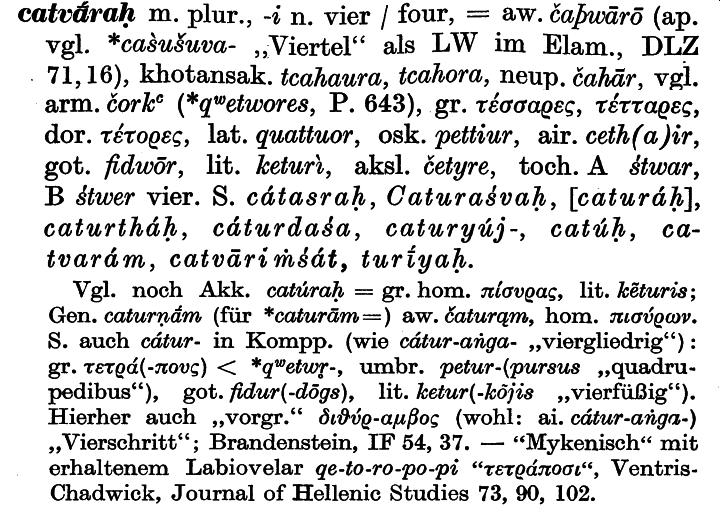 catvā́raḥ m. plur., -i n. vier / four, = aw. čaþwārō (ap.
vgl. *casùšuva- „Viertel“ als LW im Elam., DLZ
71,16), khotansak. tcahaura, tcahora, neup. čahār, vgl.
arm. čorkᶜ (*qʷetwores, P. 643), gr. τέσσαρες, τέτταρες,
dor. τέτορες, lat. quattuor, osk. pettiur, air. ceth(a)ir,
got. fidwōr, lit. keturì, aksl. četyre, toch. A śtwar,
B śtwer vier. S. cátasraḥ, Caturaśvaḥ, [caturáḥ],
caturtháḥ, cáturdaśa, caturyúj-, catúḥ, ca-
tvarám, catvāriṁśát, turī́yaḥ.
Vgl. noch Akk. catúraḥ = gr. hom. πίσυρας, lit. kẽturis;
Gen. caturṇā́m (für *caturām=) aw. čaturąm, hom. πισύρων.
S. auch cátur- in Kompp. (wie cátur-aṅga- „viergliedrig“):
gr. τετρά(-πους) < *qʷetwr̥-, umbr. petur-(pursus „quadru-
pedibus“), got. fidur(-dōgs), lit. ketur(-kõjis „vierfüßig“).
Hierher auch „vorgr.“ διθύρ-αμβος (wohl: ai. cátur-aṅga-)
„Vierschritt“; Brandenstein, IF 54, 37. — “Mykenisch“ mit
erhaltenem Labiovelar qe-to-ro-po-pi “τετράποσι“, Ventris-
Chadwick, Journal of Hellenic Studies 73, 90, 102.